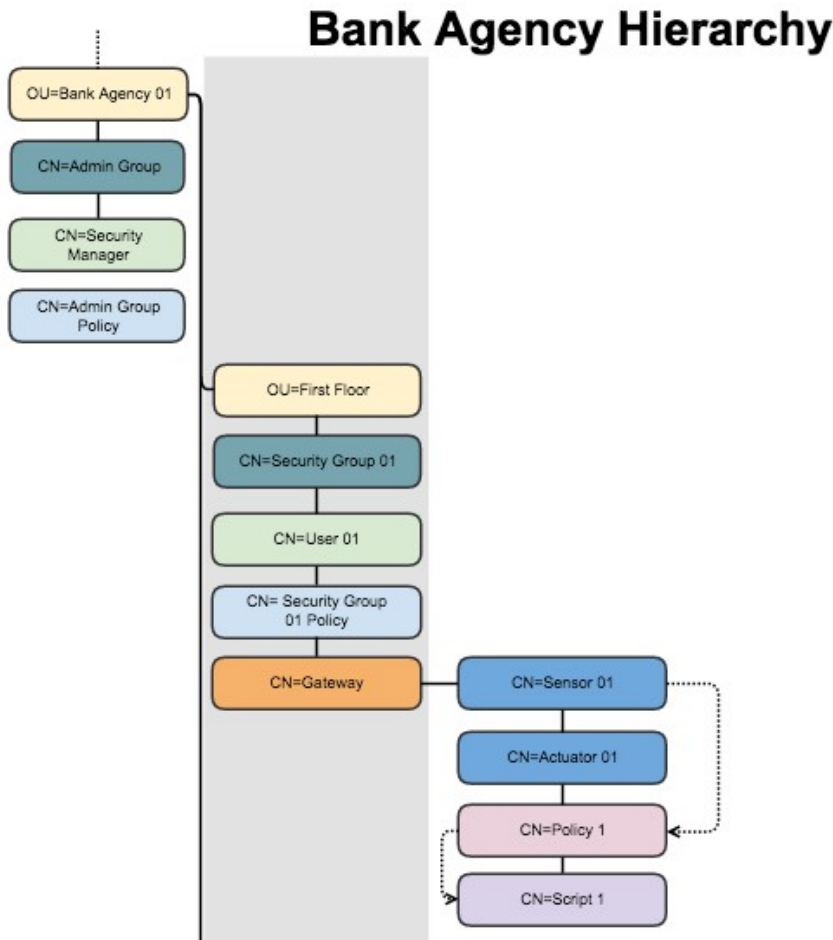 Bank Agency Hierarchy
OU=Bank Agency 01
CN=Admin Group
CN=Security
Manager
CN=Admin Group
Policy
OU=First Floor
CN=Security Group 01
CN=User 01
CN= Security Group
01 Policy
CN=Gateway
CN=Sensor 01
CN=Actuator 01
CN=Policy 1
CN=Script 1